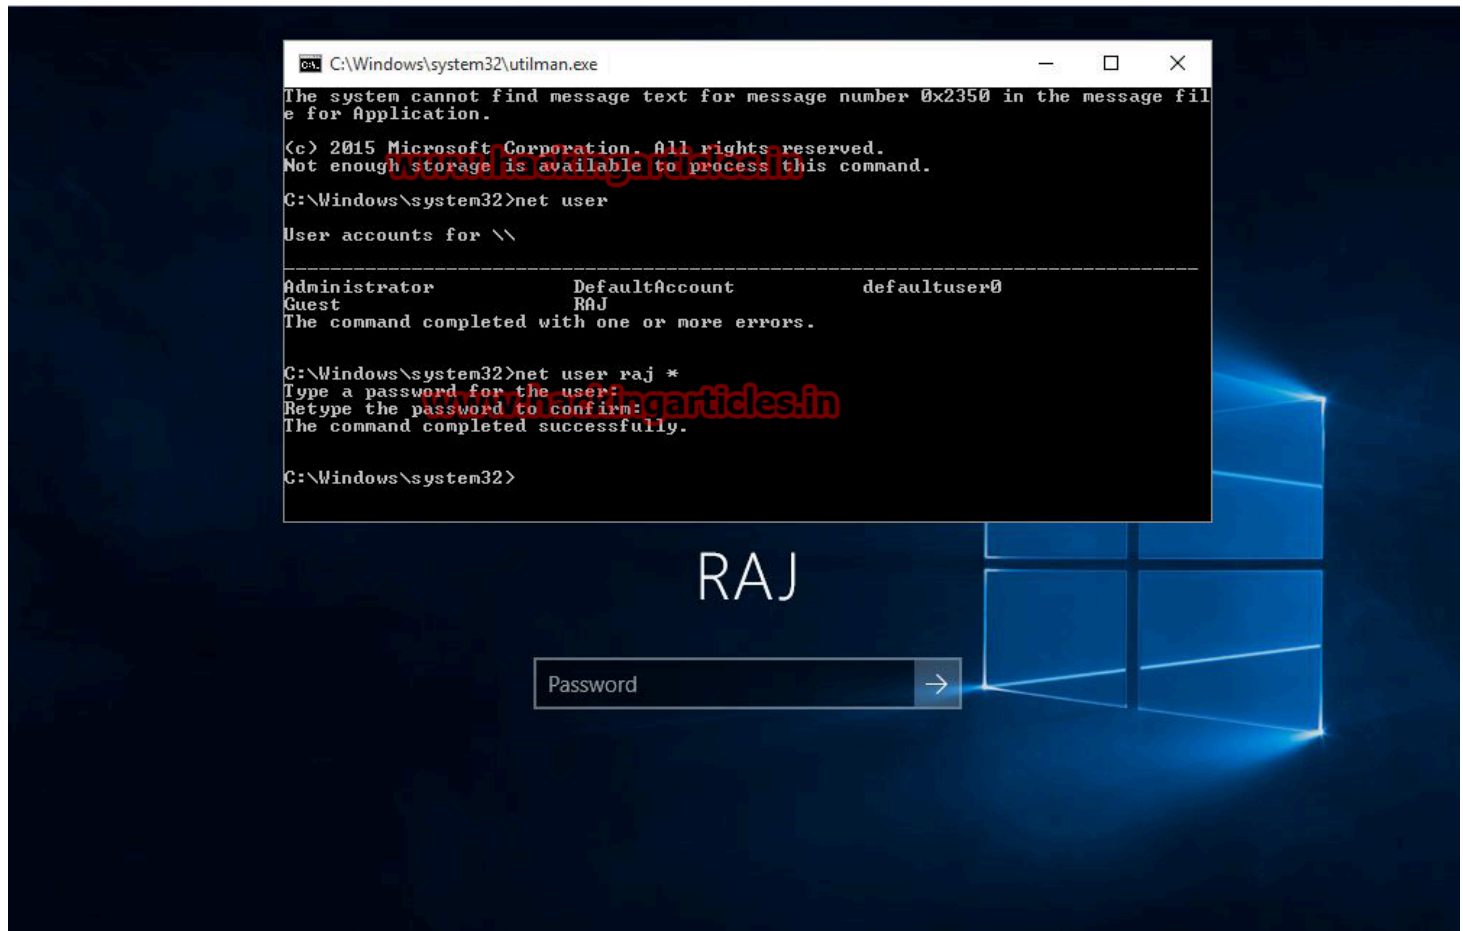 C:\Windows\system32\utilman.exe
The system cannot find message text for message number 0x2350 in the message fil
e for Application.
(c) 2015 Microsoft Corporation. All rights reserved.
www.hackingarticles.in
Not enough storage is available to process this command.
C:\Windows\system32>net user
User accounts for \\
Administrator DefaultAccount defaultuser0
Guest RAJ
The command completed with one or more errors.
C:\Windows\system32>net user raj *
Type a password for the user:
www.hackingarticles.in
Retype the password to confirm:
The command completed successfully.
C:\Windows\system32>
RAJ
Password